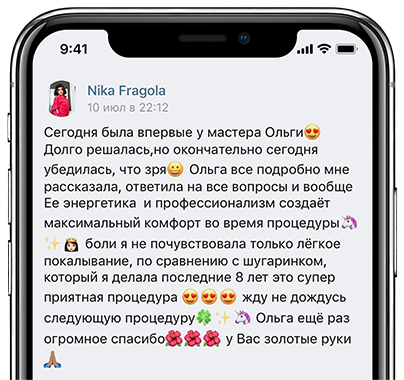 9:41
Nika Fragola
10 июл в 22:12
Сегодня была впервые у мастера Ольги😍
Долго решалась,но окончательно сегодня
убедилась, что зря😀 Ольга все подробно мне
рассказала, ответила на все вопросы и вообще
Ее энергетика и профессионализм создаёт
максимальный комфорт во время процедуры🦄
✨👸🏻 боли я не почувствовала только лёгкое
покалывание, по сравнению с шугаринком,
который я делала последние 8 лет это супер
приятная процедура 😍😍😍 жду не дождусь
следующую процедуру🍀✨🦄 Ольга ещё раз
огромное спасибо🌺🌺🌺 у Вас золотые руки
🙏🏽